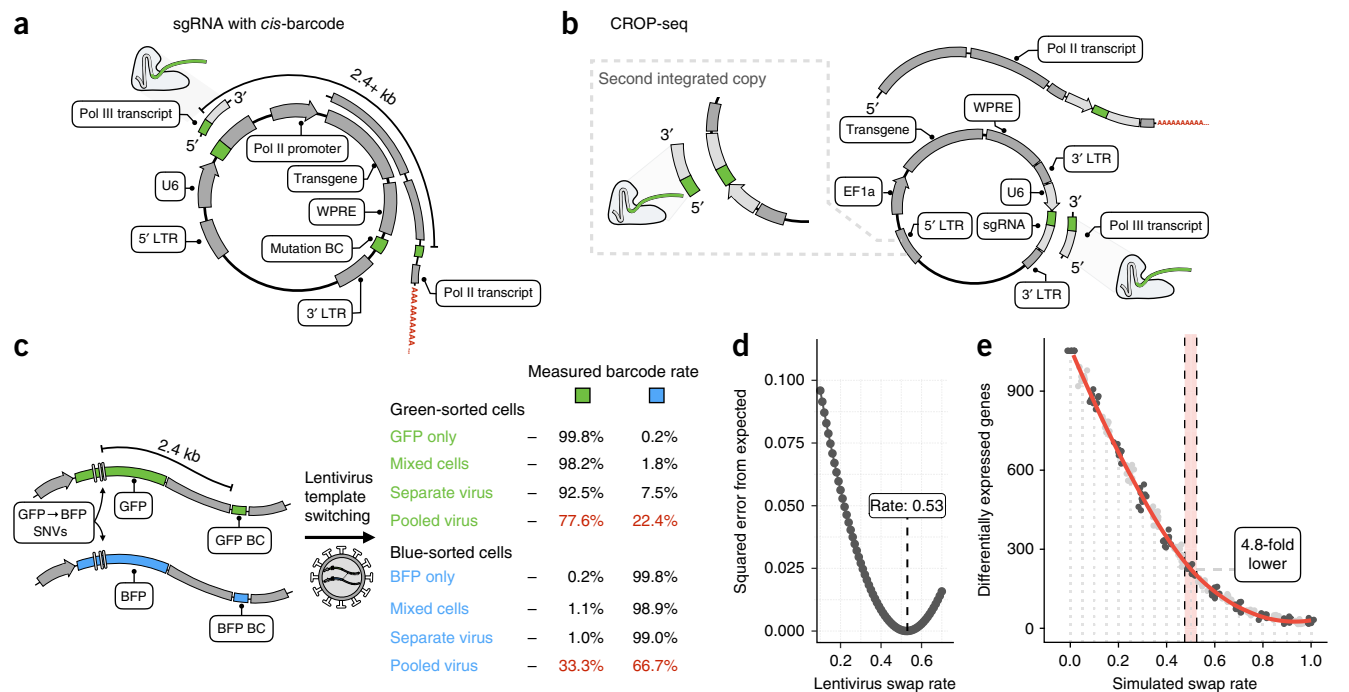 a
sgRNA with cis-barcode
3′
2.4+ kb
Pol III transcript
5′
Pol II promoter
Transgene
U6
WPRE
5′ LTR
Mutation BC
Pol II transcript
3′ LTR
AAAAAAAAA...
b
CROP-seq
Second integrated copy
3′
5′
Pol II transcript
5′
AAAAAAAAAA...
WPRE
Transgene
3′ LTR
EF1a
U6
3′
5′ LTR
sgRNA
Pol III transcript
5′
3′ LTR
c
2.4 kb
GFP
GFP→BFP
SNVs
GFP BC
BFP
BFP BC
Lentivirus
template
switching
Measured barcode rate
Green-sorted cells
GFP only – 99.8% 0.2%
Mixed cells – 98.2% 1.8%
Separate virus – 92.5% 7.5%
Pooled virus – 77.6% 22.4%
Blue-sorted cells
BFP only – 0.2% 99.8%
Mixed cells – 1.1% 98.9%
Separate virus – 1.0% 99.0%
Pooled virus – 33.3% 66.7%
d
Squared error from expected
0.100
0.075
0.050
0.025
0.000
Rate: 0.53
0.2 0.4 0.6
Lentivirus swap rate
e
Differentially expressed genes
900
600
300
0
4.8-fold
lower
0.0 0.2 0.4 0.6 0.8 1.0
Simulated swap rate